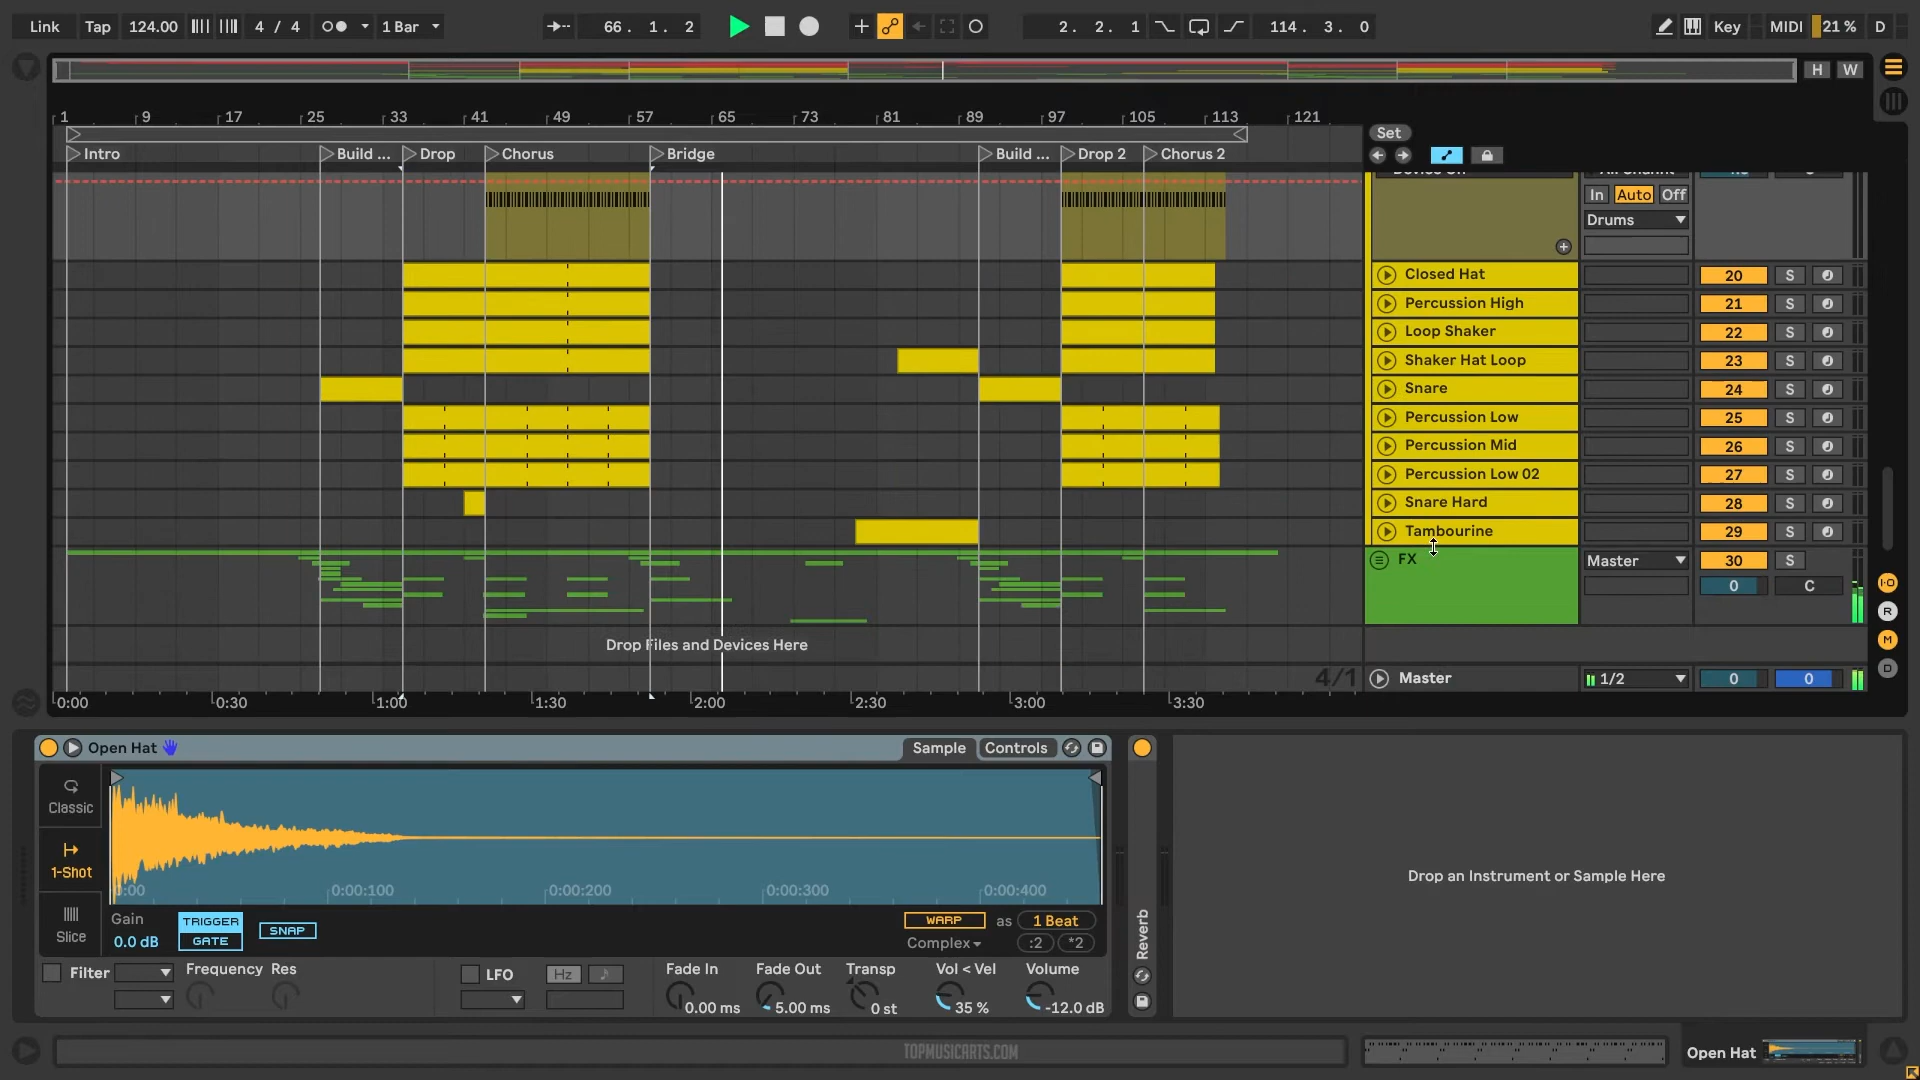 Link Tap 124.00 4 / 4 1 Bar 66. 1. 2 2. 2. 1 114. 3. 0 Key MIDI 21 % D
H W
1 9 17 25 33 41 49 57 65 73 81 89 97 105 113 121
Set
Intro Build ... Drop Chorus Bridge Build ... Drop 2 Chorus 2
In Auto Off
Drums
Closed Hat 20 S
Percussion High 21 S
Loop Shaker 22 S
Shaker Hat Loop 23 S
Snare 24 S
Percussion Low 25 S
Percussion Mid 26 S
Percussion Low 02 27 S
Snare Hard 28 S
Tambourine 29 S
FX Master 30 S
0 C
I·O
R
M
D
Drop Files and Devices Here
4/1 Master 1/2 0 0
0:00 0:30 1:00 1:30 2:00 2:30 3:00 3:30
Open Hat Sample Controls
Classic
1-Shot
Slice
0:00 0:00:100 0:00:200 0:00:300 0:00:400
Gain
0.0 dB
TRIGGER
GATE
SNAP
WARP as 1 Beat
Complex :2 *2
Filter Frequency Res LFO Hz Fade In Fade Out Transp Vol < Vel Volume
0.00 ms 5.00 ms 0 st 35 % -12.0 dB
Reverb
Drop an Instrument or Sample Here
TOPMUSICARTS.COM
Open Hat